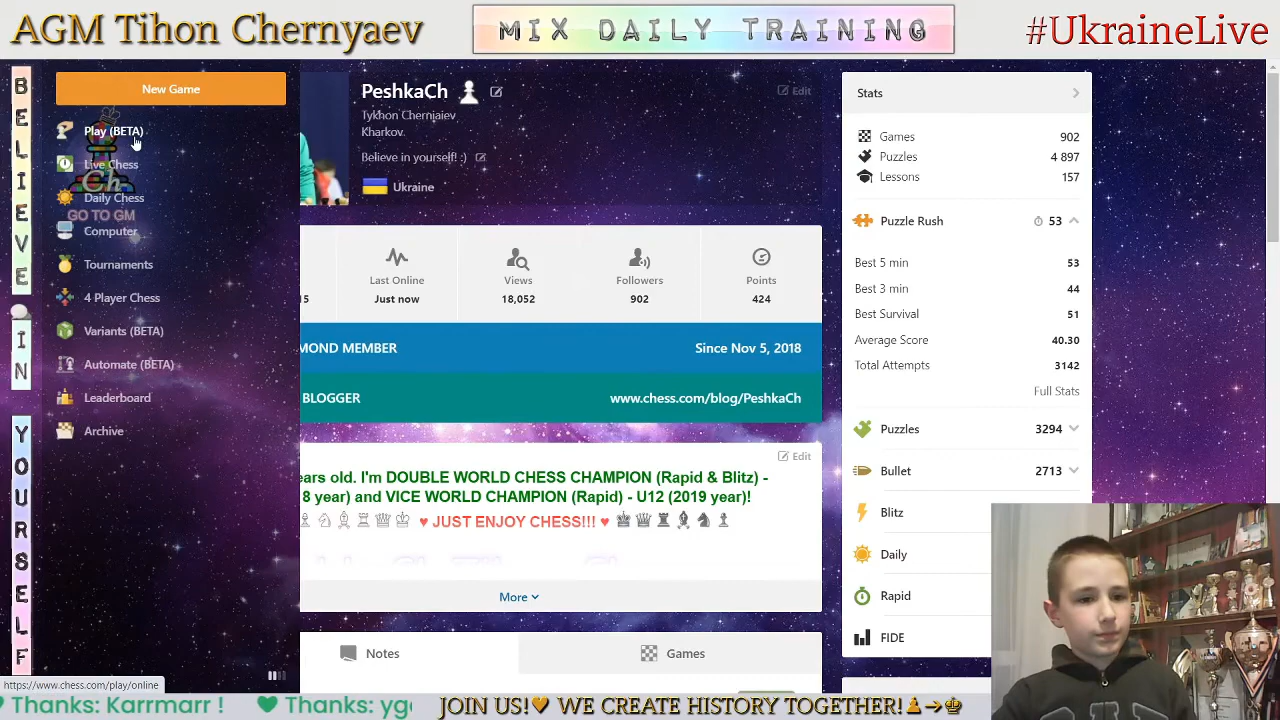 AGM Tihon Chernyaev
MIX DAILY TRAINING
#UkraineLive
BELIEVE
IN
YOURSELF
New Game
Play (BETA)
Live Chess
Ch
Daily Chess
GO TO GM
Computer
Tournaments
4 Player Chess
Variants (BETA)
Automate (BETA)
Leaderboard
Archive
PeshkaCh
Edit
Tykhon Cherniaiev
Kharkov.
Believe in yourself! :)
Ukraine
Last Online
Just now
Views
18,052
Followers
902
Points
424
MOND MEMBER
Since Nov 5, 2018
BLOGGER
www.chess.com/blog/PeshkaCh
Edit
ears old. I'm DOUBLE WORLD CHESS CHAMPION (Rapid & Blitz) -
8 year) and VICE WORLD CHAMPION (Rapid) - U12 (2019 year)!
♗ ♘ ♗ ♖ ♕ ♔ ♥ JUST ENJOY CHESS!!! ♥ ♚ ♛ ♜ ♝ ♞ ♝
More
Notes
Games
Stats
Games 902
Puzzles 4 897
Lessons 157
Puzzle Rush 53
Best 5 min 53
Best 3 min 44
Best Survival 51
Average Score 40.30
Total Attempts 3142
Full Stats
Puzzles 3294
Bullet 2713
Blitz
Daily
Rapid
FIDE
https://www.chess.com/play/online
Thanks: Karrmarr ! ♥ Thanks: yg
JOIN US!♥ WE CREATE HISTORY TOGETHER!♟→♚